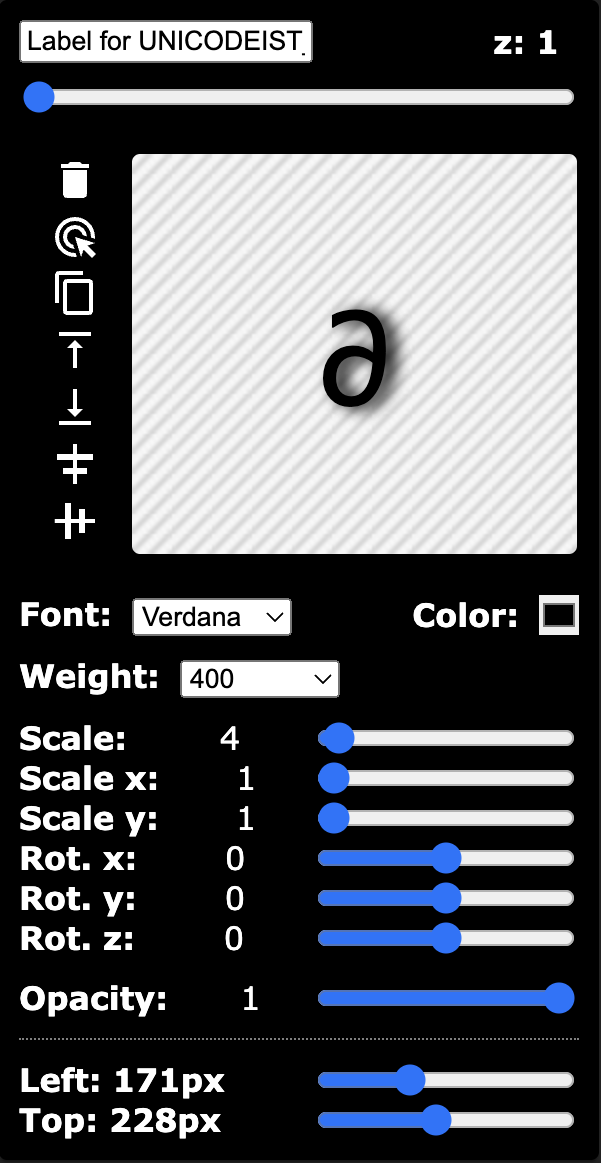 Label for UNICODEIST_
z: 1
∂
Font: Verdana
Color:
Weight: 400
Scale: 4
Scale x: 1
Scale y: 1
Rot. x: 0
Rot. y: 0
Rot. z: 0
Opacity: 1
Left: 171px
Top: 228px